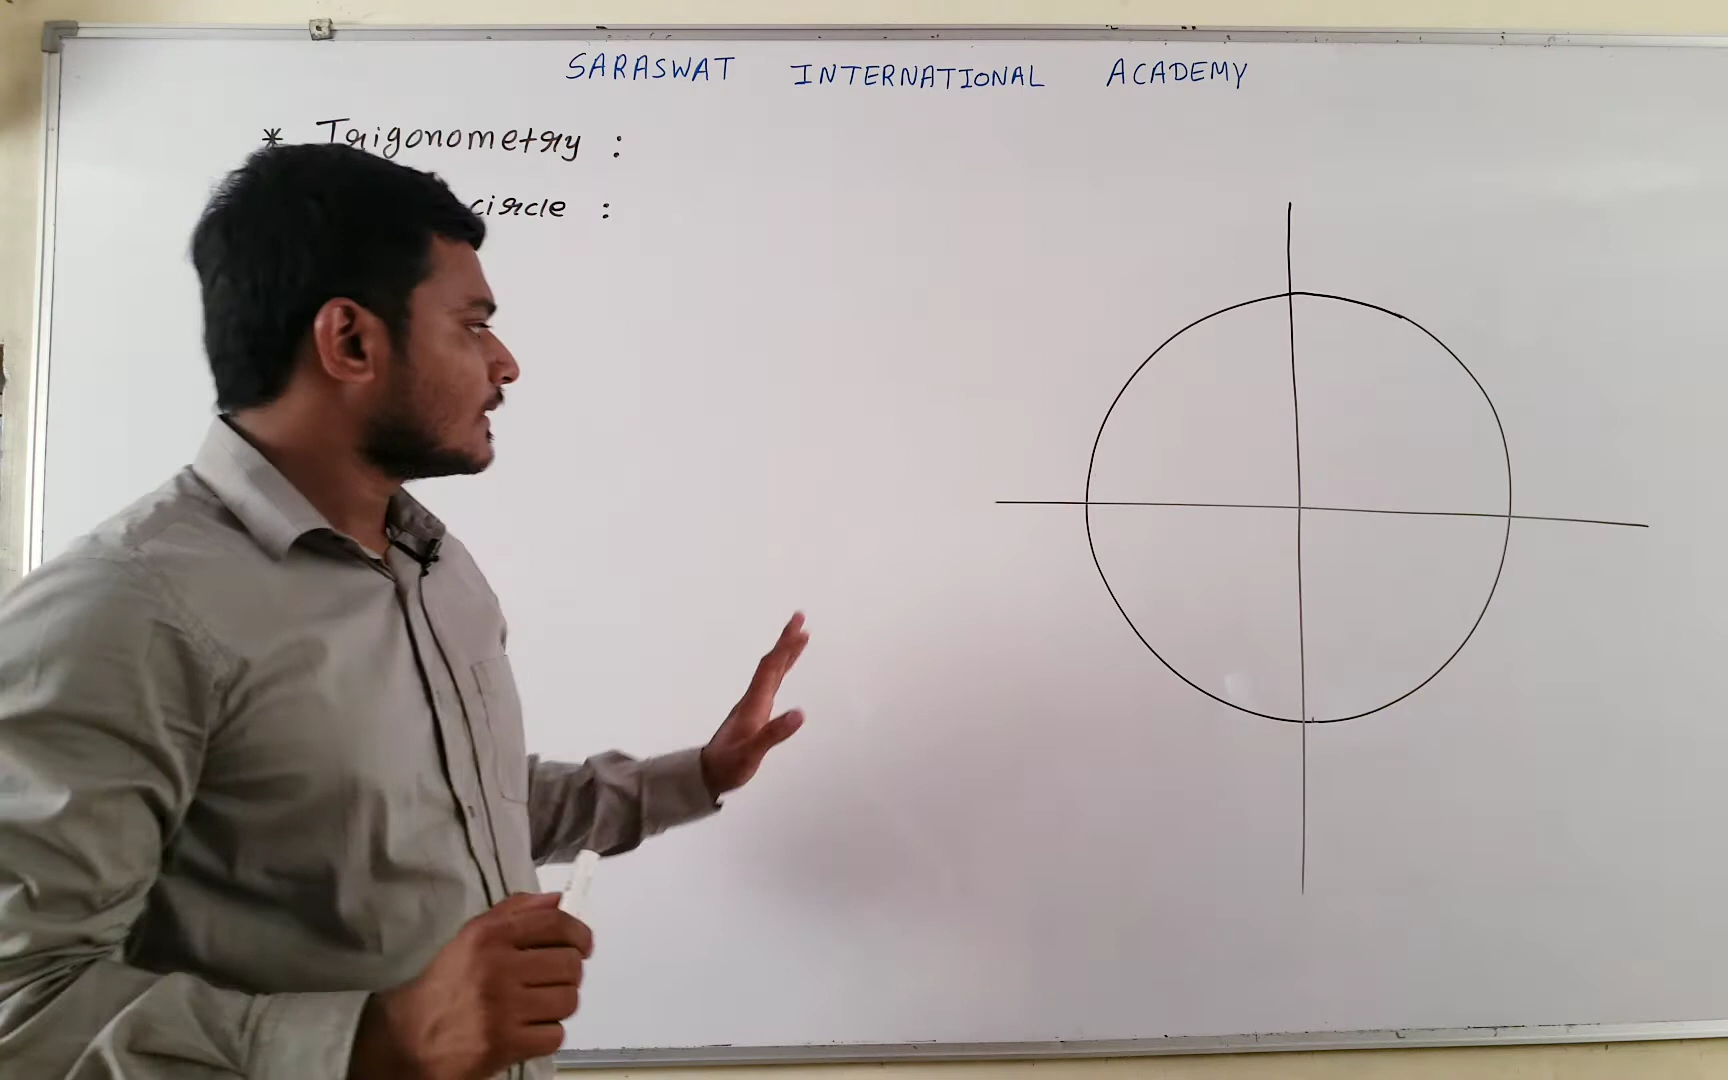 SARASWAT INTERNATIONAL ACADEMY
* Trigonometry :
circle :